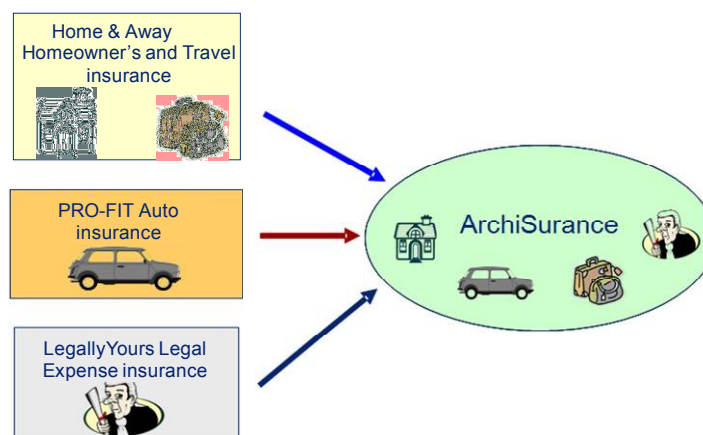 Home & Away
Homeowner's and Travel
insurance
PRO-FIT Auto
insurance
LegallyYours Legal
Expense insurance
ArchiSurance